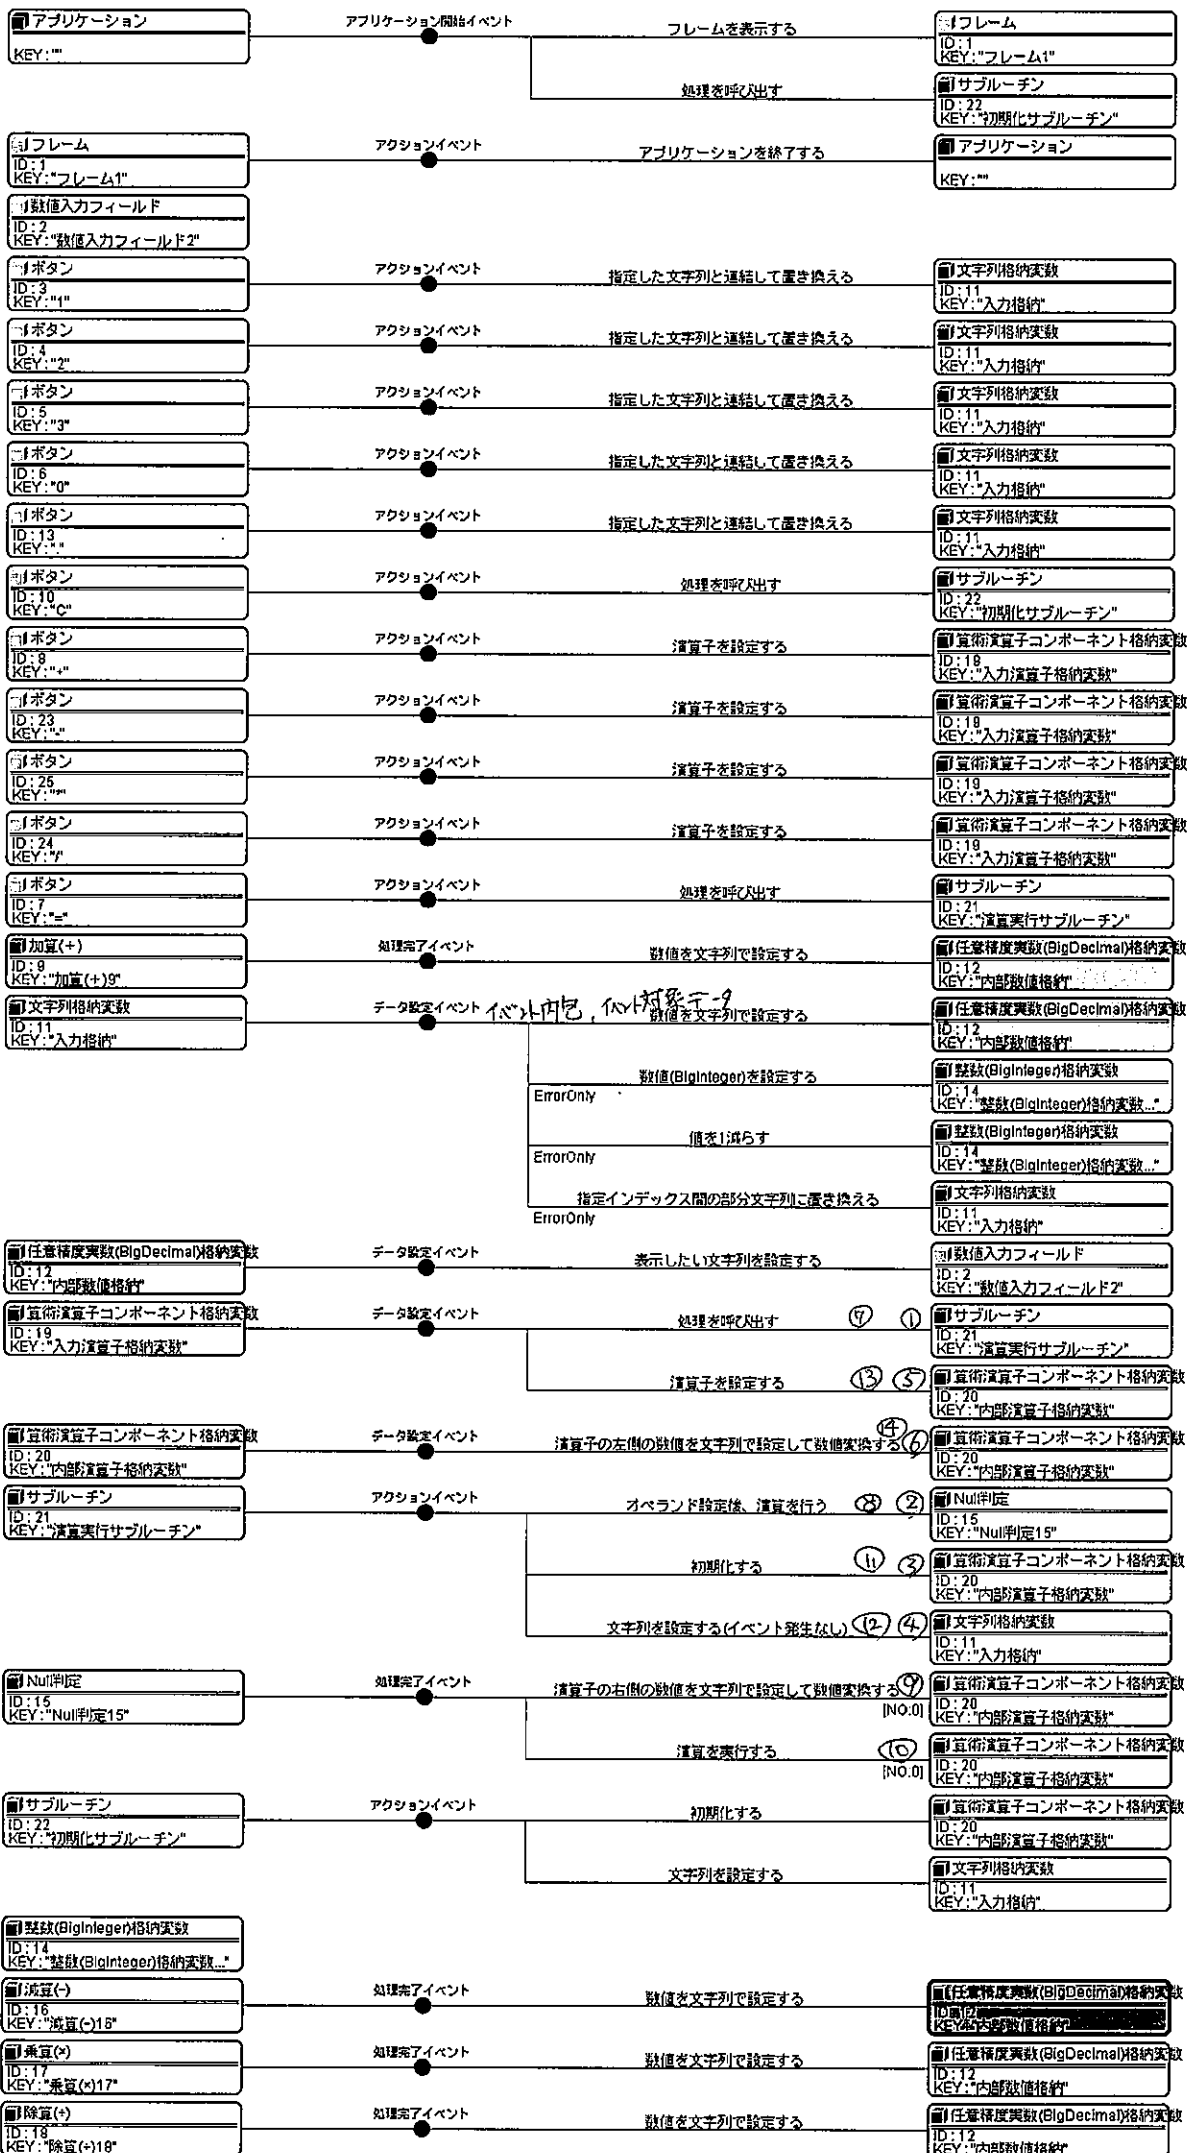 アプリケーション
KEY:""
アプリケーション開始イベント
フレームを表示する
フレーム
ID:1
KEY:"フレーム1"
処理を呼び出す
サブルーチン
ID:22
KEY:"初期化サブルーチン"
フレーム
ID:1
KEY:"フレーム1"
アクションイベント
アプリケーションを終了する
アプリケーション
KEY:""
数値入力フィールド
ID:2
KEY:"数値入力フィールド2"
ボタン
ID:3
KEY:"1"
アクションイベント
指定した文字列と連結して置き換える
文字列格納変数
ID:11
KEY:"入力格納"
ボタン
ID:4
KEY:"2"
アクションイベント
指定した文字列と連結して置き換える
文字列格納変数
ID:11
KEY:"入力格納"
ボタン
ID:5
KEY:"3"
アクションイベント
指定した文字列と連結して置き換える
文字列格納変数
ID:11
KEY:"入力格納"
ボタン
ID:6
KEY:"0"
アクションイベント
指定した文字列と連結して置き換える
文字列格納変数
ID:11
KEY:"入力格納"
ボタン
ID:13
KEY:"."
アクションイベント
指定した文字列と連結して置き換える
文字列格納変数
ID:11
KEY:"入力格納"
ボタン
ID:10
KEY:"C"
アクションイベント
処理を呼び出す
サブルーチン
ID:22
KEY:"初期化サブルーチン"
ボタン
ID:8
KEY:"+"
アクションイベント
演算子を設定する
算術演算子コンポーネント格納変数
ID:19
KEY:"入力演算子格納変数"
ボタン
ID:23
KEY:"-"
アクションイベント
演算子を設定する
算術演算子コンポーネント格納変数
ID:19
KEY:"入力演算子格納変数"
ボタン
ID:25
KEY:"*"
アクションイベント
演算子を設定する
算術演算子コンポーネント格納変数
ID:19
KEY:"入力演算子格納変数"
ボタン
ID:24
KEY:"/"
アクションイベント
演算子を設定する
算術演算子コンポーネント格納変数
ID:19
KEY:"入力演算子格納変数"
ボタン
ID:7
KEY:"="
アクションイベント
処理を呼び出す
サブルーチン
ID:21
KEY:"演算実行サブルーチン"
加算(+)
ID:9
KEY:"加算(+)9"
処理完了イベント
数値を文字列で設定する
任意精度実数(BigDecimal)格納変数
ID:12
KEY:"内部数値格納"
文字列格納変数
ID:11
KEY:"入力格納"
データ設定イベント
イベント内包, イベント対象データ
数値を文字列で設定する
任意精度実数(BigDecimal)格納変数
ID:12
KEY:"内部数値格納"
数値(BigInteger)を設定する
ErrorOnly
整数(BigInteger)格納変数
ID:14
KEY:"整数(BigInteger)格納変数..."
値を1減らす
ErrorOnly
整数(BigInteger)格納変数
ID:14
KEY:"整数(BigInteger)格納変数..."
指定インデックス間の部分文字列に置き換える
ErrorOnly
文字列格納変数
ID:11
KEY:"入力格納"
任意精度実数(BigDecimal)格納変数
ID:12
KEY:"内部数値格納"
データ設定イベント
表示したい文字列を設定する
数値入力フィールド
ID:2
KEY:"数値入力フィールド2"
算術演算子コンポーネント格納変数
ID:19
KEY:"入力演算子格納変数"
データ設定イベント
処理を呼び出す ⑦ ①
サブルーチン
ID:21
KEY:"演算実行サブルーチン"
演算子を設定する ⑬ ⑤
算術演算子コンポーネント格納変数
ID:20
KEY:"内部演算子格納変数"
算術演算子コンポーネント格納変数
ID:20
KEY:"内部演算子格納変数"
データ設定イベント
演算子の左側の数値を文字列で設定して数値変換する ⑭ ⑥
算術演算子コンポーネント格納変数
ID:20
KEY:"内部演算子格納変数"
サブルーチン
ID:21
KEY:"演算実行サブルーチン"
アクションイベント
オペランド設定後、演算を行う ⑧ ②
Null判定
ID:15
KEY:"Null判定15"
初期化する ⑪ ③
算術演算子コンポーネント格納変数
ID:20
KEY:"内部演算子格納変数"
文字列を設定する(イベント発生なし) ⑫ ④
文字列格納変数
ID:11
KEY:"入力格納"
Null判定
ID:15
KEY:"Null判定15"
処理完了イベント
演算子の右側の数値を文字列で設定して数値変換する ⑨
[NO:0]
算術演算子コンポーネント格納変数
ID:20
KEY:"内部演算子格納変数"
演算を実行する ⑩
[NO:0]
算術演算子コンポーネント格納変数
ID:20
KEY:"内部演算子格納変数"
サブルーチン
ID:22
KEY:"初期化サブルーチン"
アクションイベント
初期化する
算術演算子コンポーネント格納変数
ID:20
KEY:"内部演算子格納変数"
文字列を設定する
文字列格納変数
ID:11
KEY:"入力格納"
整数(BigInteger)格納変数
ID:14
KEY:"整数(BigInteger)格納変数..."
減算(-)
ID:16
KEY:"減算(-)16"
処理完了イベント
数値を文字列で設定する
任意精度実数(BigDecimal)格納変数
ID:12
KEY:"内部数値格納"
乗算(×)
ID:17
KEY:"乗算(×)17"
処理完了イベント
数値を文字列で設定する
任意精度実数(BigDecimal)格納変数
ID:12
KEY:"内部数値格納"
除算(÷)
ID:18
KEY:"除算(÷)18"
処理完了イベント
数値を文字列で設定する
任意精度実数(BigDecimal)格納変数
ID:12
KEY:"内部数値格納"